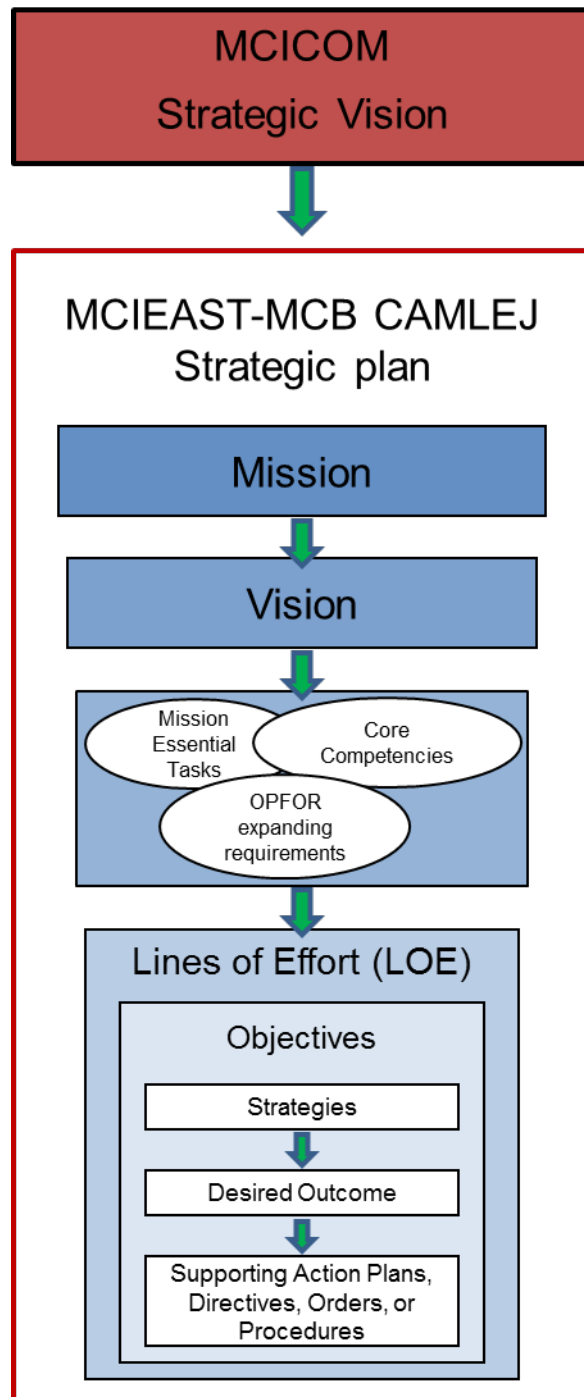 MCICOM
Strategic Vision
MCIEAST-MCB CAMLEJ
Strategic plan
Mission
Vision
Mission
Essential
Tasks
Core
Competencies
OPFOR
expanding
requirements
Lines of Effort (LOE)
Objectives
Strategies
Desired Outcome
Supporting Action Plans,
Directives, Orders, or
Procedures